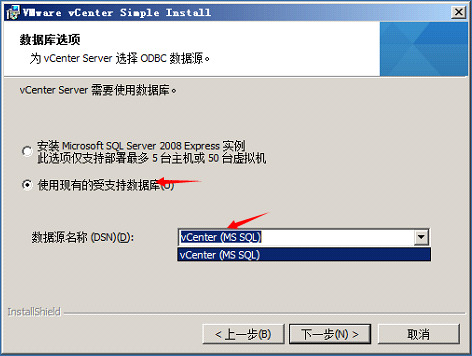 VMware vCenter Simple Install
数据库选项
为 vCenter Server 选择 ODBC 数据源。
vCenter Server 需要使用数据库。
安装 Microsoft SQL Server 2008 Express 实例
此选项仅支持部署最多 5 台主机或 50 台虚拟机
使用现有的受支持数据库(U)
数据源名称 (DSN)(D):
vCenter (MS SQL)
vCenter (MS SQL)
InstallShield
< 上一步(B)
下一步(N) >
取消